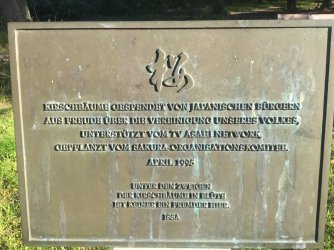 桜
KIRSCHBÄUME GESPENDET VON JAPANISCHEN BÜRGERN
AUS FREUDE ÜBER DIE VEREINIGUNG UNSERES VOLKES,
UNTERSTÜTZT VOM TV ASAHI NETWORK,
GEPFLANZT VOM SAKURA-ORGANISATIONSKOMITEE.
APRIL 1995
UNTER DEN ZWEIGEN
DER KIRSCHBÄUME IN BLÜTE
IST KEINER EIN FREMDER HIER.
ISSA